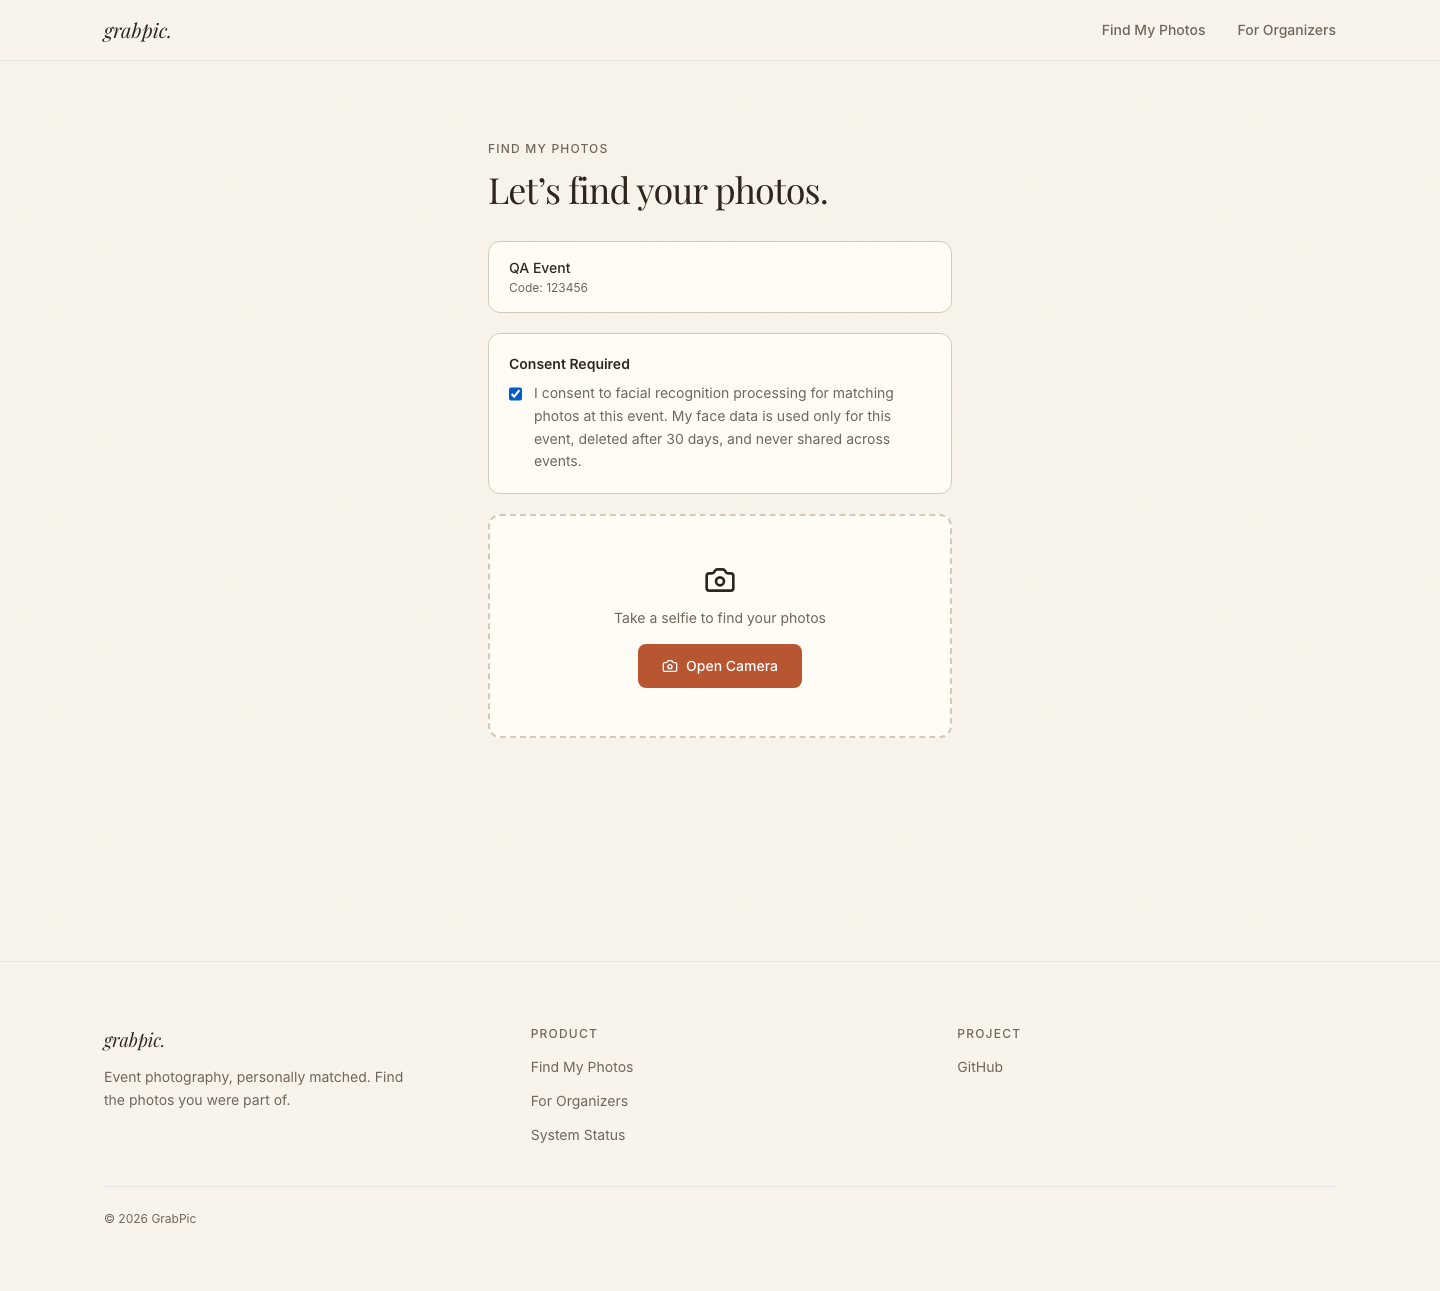 grabpic.
Find My Photos
For Organizers
FIND MY PHOTOS
Let’s find your photos.
QA Event
Code: 123456
Consent Required
I consent to facial recognition processing for matching
photos at this event. My face data is used only for this
event, deleted after 30 days, and never shared across
events.
Take a selfie to find your photos
Open Camera
grabpic.
Event photography, personally matched. Find
the photos you were part of.
PRODUCT
Find My Photos
For Organizers
System Status
PROJECT
GitHub
© 2026 GrabPic